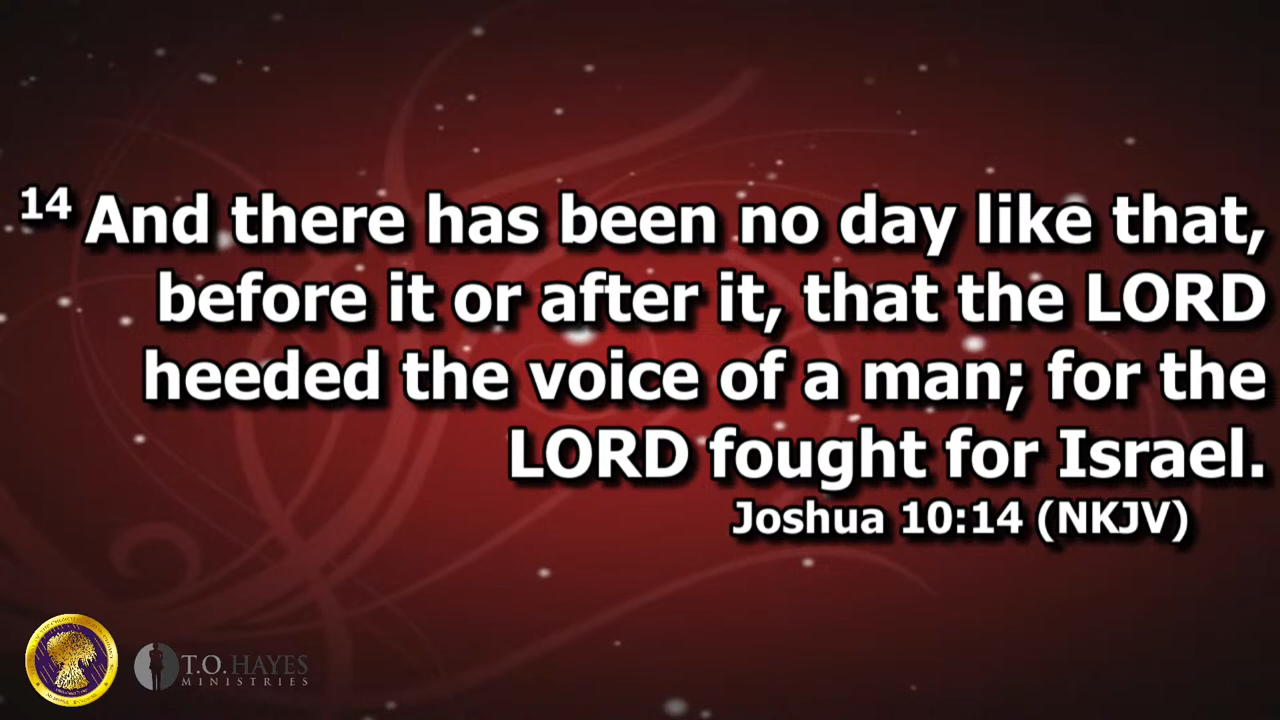 14 And there has been no day like that,
before it or after it, that the LORD
heeded the voice of a man; for the
LORD fought for Israel.
Joshua 10:14 (NKJV)
T.O. HAYES
MINISTRIES